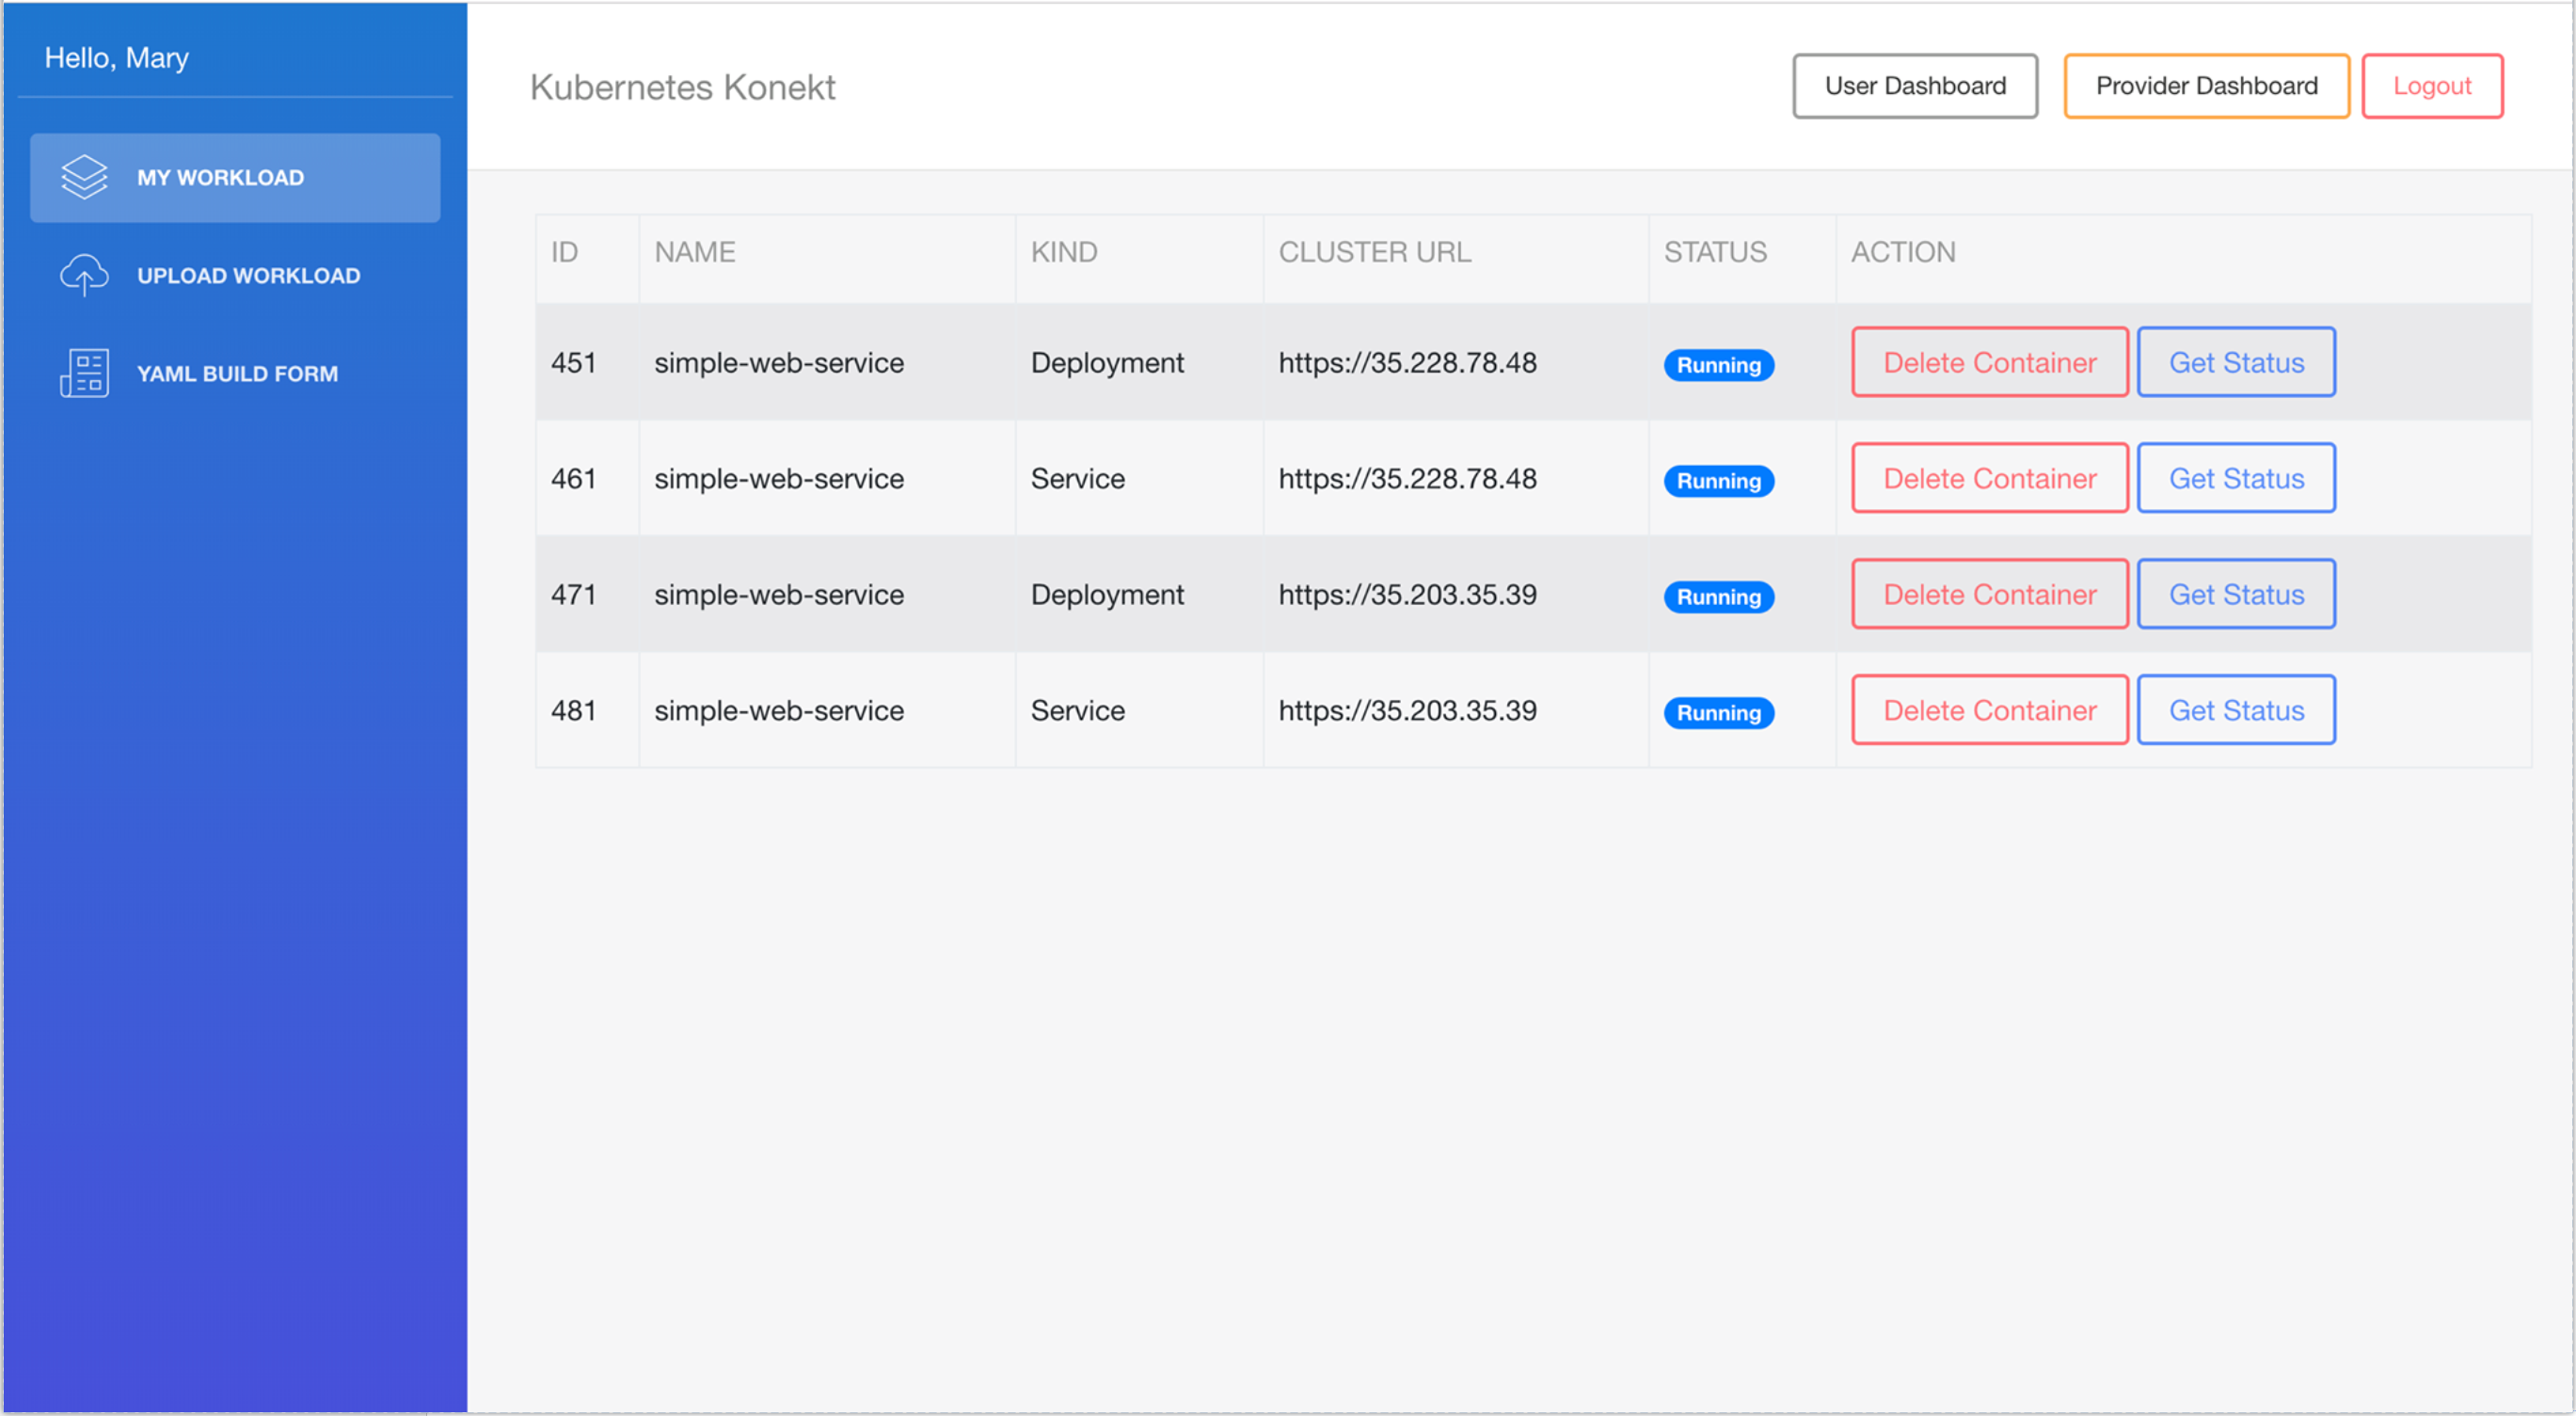 Hello, Mary
MY WORKLOAD
UPLOAD WORKLOAD
YAML BUILD FORM
Kubernetes Konekt
User Dashboard Provider Dashboard Logout
ID NAME KIND CLUSTER URL STATUS ACTION
451 simple-web-service Deployment https://35.228.78.48 Running Delete Container Get Status
461 simple-web-service Service https://35.228.78.48 Running Delete Container Get Status
471 simple-web-service Deployment https://35.203.35.39 Running Delete Container Get Status
481 simple-web-service Service https://35.203.35.39 Running Delete Container Get Status